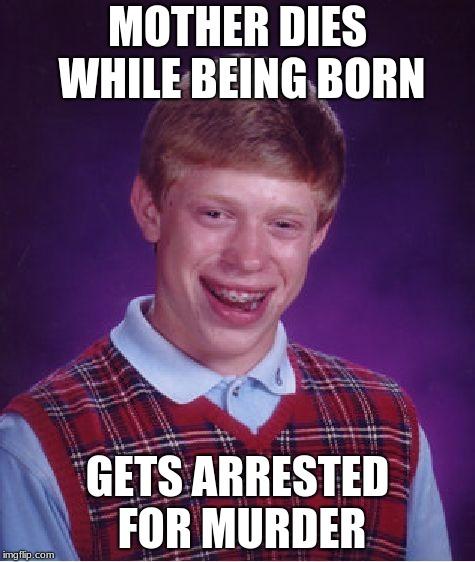 MOTHER DIES
WHILE BEING BORN
GETS ARRESTED
FOR MURDER
imgflip.com